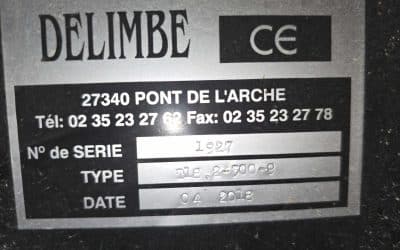 DELIMBE CE
27340 PONT DE L'ARCHE
Tél: 02 35 23 27 62 Fax: 02 35 23 27 78
N° de SERIE 1927
TYPE
DATE 04 2018